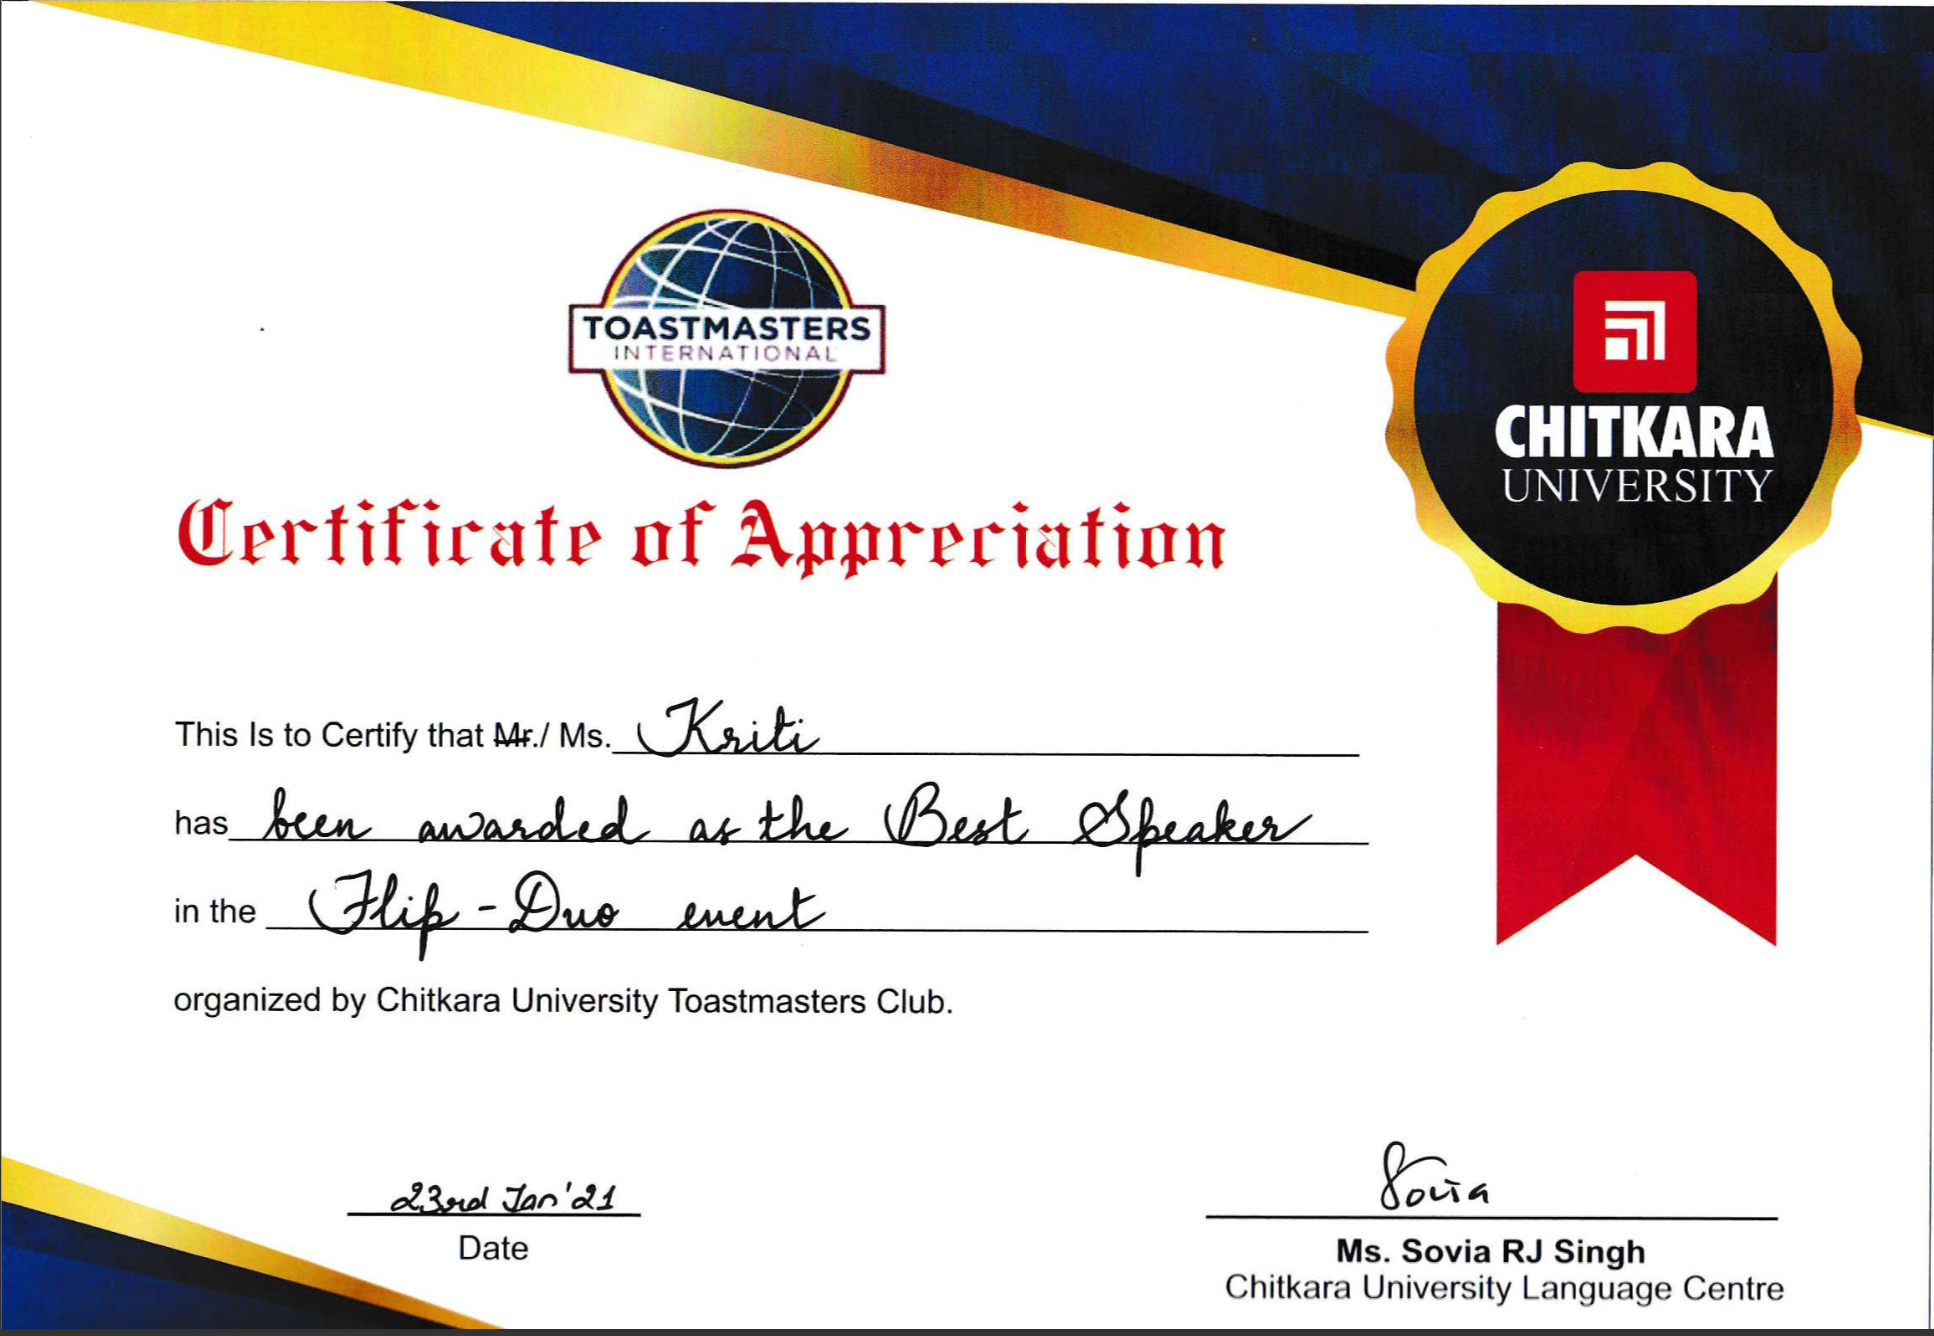 TOASTMASTERS
INTERNATIONAL
CHITKARA
UNIVERSITY
Certificate of Appreciation
This Is to Certify that Mr./ Ms. Kriti
has been awarded as the Best Speaker
in the Flip-Duo event
organized by Chitkara University Toastmasters Club.
23rd Jan'21
Date
Sovia
Ms. Sovia RJ Singh
Chitkara University Language Centre